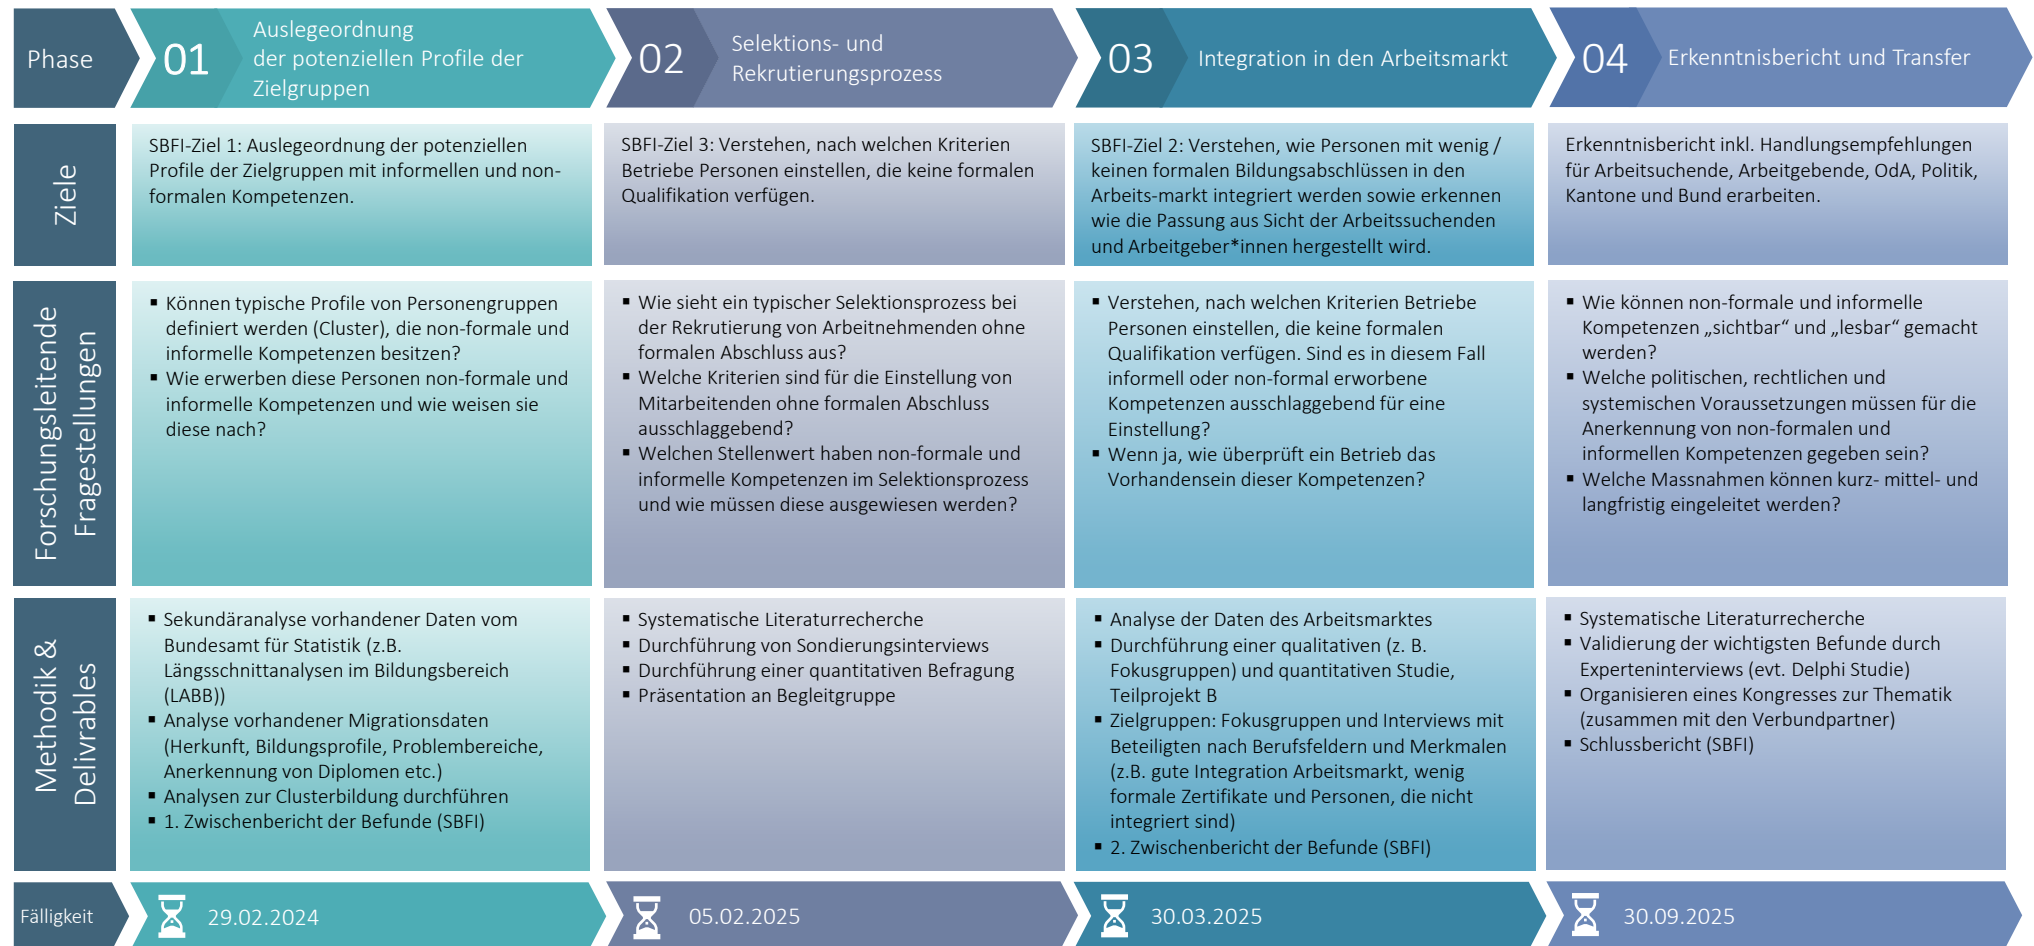 Phase
01
Auslegeordnung
der potenziellen Profile der
Zielgruppen
02
Selektions- und
Rekrutierungsprozess
03
Integration in den Arbeitsmarkt
04
Erkenntnisbericht und Transfer
Ziele
SBFI-Ziel 1: Auslegeordnung der potenziellen
Profile der Zielgruppen mit informellen und non-
formalen Kompetenzen.
SBFI-Ziel 3: Verstehen, nach welchen Kriterien
Betriebe Personen einstellen, die keine formalen
Qualifikation verfügen.
SBFI-Ziel 2: Verstehen, wie Personen mit wenig /
keinen formalen Bildungsabschlüssen in den
Arbeits-markt integriert werden sowie erkennen
wie die Passung aus Sicht der Arbeitssuchenden
und Arbeitgeber*innen hergestellt wird.
Erkenntnisbericht inkl. Handlungsempfehlungen
für Arbeitsuchende, Arbeitgebende, OdA, Politik,
Kantone und Bund erarbeiten.
Forschungsleitende
Fragestellungen
▪ Können typische Profile von Personengruppen
definiert werden (Cluster), die non-formale und
informelle Kompetenzen besitzen?
▪ Wie erwerben diese Personen non-formale und
informelle Kompetenzen und wie weisen sie
diese nach?
▪ Wie sieht ein typischer Selektionsprozess bei
der Rekrutierung von Arbeitnehmenden ohne
formalen Abschluss aus?
▪ Welche Kriterien sind für die Einstellung von
Mitarbeitenden ohne formalen Abschluss
ausschlaggebend?
▪ Welchen Stellenwert haben non-formale und
informelle Kompetenzen im Selektionsprozess
und wie müssen diese ausgewiesen werden?
▪ Verstehen, nach welchen Kriterien Betriebe
Personen einstellen, die keine formalen
Qualifikation verfügen. Sind es in diesem Fall
informell oder non-formal erworbene
Kompetenzen ausschlaggebend für eine
Einstellung?
▪ Wenn ja, wie überprüft ein Betrieb das
Vorhandensein dieser Kompetenzen?
▪ Wie können non-formale und informelle
Kompetenzen „sichtbar“ und „lesbar“ gemacht
werden?
▪ Welche politischen, rechtlichen und
systemischen Voraussetzungen müssen für die
Anerkennung von non-formalen und
informellen Kompetenzen gegeben sein?
▪ Welche Massnahmen können kurz- mittel- und
langfristig eingeleitet werden?
Methodik &
Delivrables
▪ Sekundäranalyse vorhandener Daten vom
Bundesamt für Statistik (z.B.
Längsschnittanalysen im Bildungsbereich
(LABB))
▪ Analyse vorhandener Migrationsdaten
(Herkunft, Bildungsprofile, Problembereiche,
Anerkennung von Diplomen etc.)
▪ Analysen zur Clusterbildung durchführen
▪ 1. Zwischenbericht der Befunde (SBFI)
▪ Systematische Literaturrecherche
▪ Durchführung von Sondierungsinterviews
▪ Durchführung einer quantitativen Befragung
▪ Präsentation an Begleitgruppe
▪ Analyse der Daten des Arbeitsmarktes
▪ Durchführung einer qualitativen (z. B.
Fokusgruppen) und quantitativen Studie,
Teilprojekt B
▪ Zielgruppen: Fokusgruppen und Interviews mit
Beteiligten nach Berufsfeldern und Merkmalen
(z.B. gute Integration Arbeitsmarkt, wenig
formale Zertifikate und Personen, die nicht
integriert sind)
▪ 2. Zwischenbericht der Befunde (SBFI)
▪ Systematische Literaturrecherche
▪ Validierung der wichtigsten Befunde durch
Experteninterviews (evt. Delphi Studie)
▪ Organisieren eines Kongresses zur Thematik
(zusammen mit den Verbundpartner)
▪ Schlussbericht (SBFI)
Fälligkeit
29.02.2024
05.02.2025
30.03.2025
30.09.2025